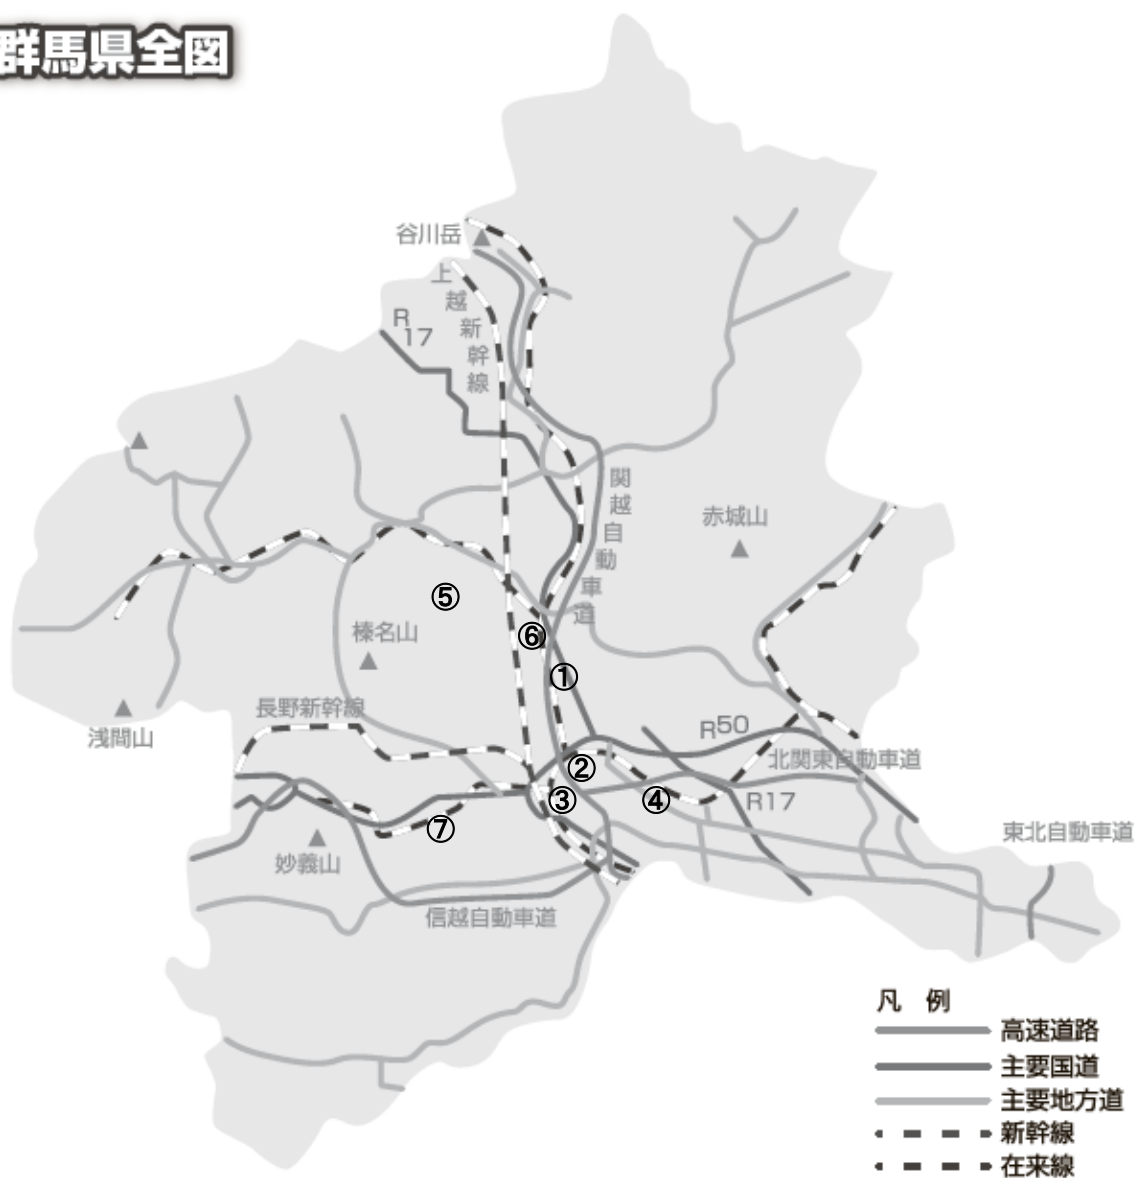 群馬県全図
谷川岳
上越新幹線
R
17
関越自動車道
赤城山
⑤
榛名山
⑥
①
長野新幹線
浅間山
R50
北関東自動車道
②
③
④
R17
⑦
東北自動車道
妙義山
信越自動車道
凡 例
高速道路
主要国道
主要地方道
新幹線
在来線